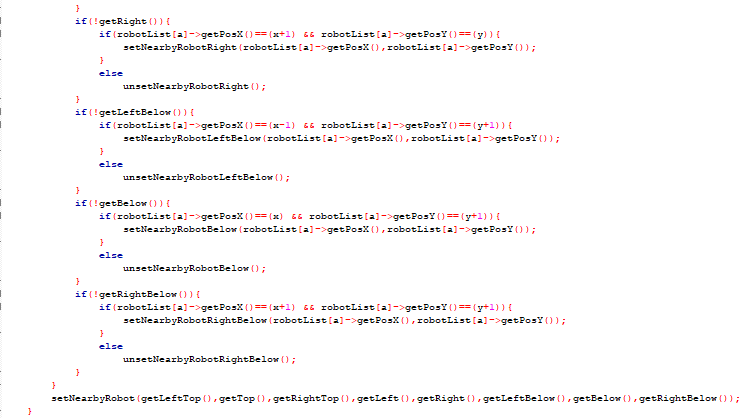 }
if(!getRight()){
if(robotList[a]->getPosX()==(x+1) && robotList[a]->getPosY()==(y)){
setNearbyRobotRight(robotList[a]->getPosX(),robotList[a]->getPosY());
}
else
unsetNearbyRobotRight();
}
if(!getLeftBelow()){
if(robotList[a]->getPosX()==(x-1) && robotList[a]->getPosY()==(y+1)){
setNearbyRobotLeftBelow(robotList[a]->getPosX(),robotList[a]->getPosY());
}
else
unsetNearbyRobotLeftBelow();
}
if(!getBelow()){
if(robotList[a]->getPosX()==(x) && robotList[a]->getPosY()==(y+1)){
setNearbyRobotBelow(robotList[a]->getPosX(),robotList[a]->getPosY());
}
else
unsetNearbyRobotBelow();
}
if(!getRightBelow()){
if(robotList[a]->getPosX()==(x+1) && robotList[a]->getPosY()==(y+1)){
setNearbyRobotRightBelow(robotList[a]->getPosX(),robotList[a]->getPosY());
}
else
unsetNearbyRobotRightBelow();
}
}
setNearbyRobot(getLeftTop(),getTop(),getRightTop(),getLeft(),getRight(),getLeftBelow(),getBelow(),getRightBelow());
}